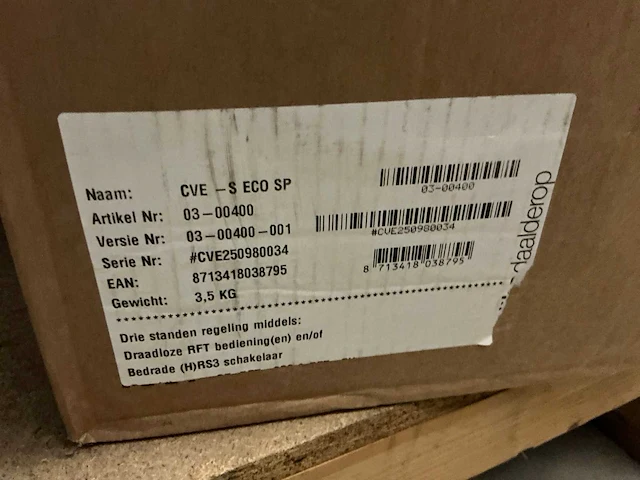 Naam: CVE -S ECO SP
Artikel Nr: 03-00400
Versie Nr: 03-00400-001
Serie Nr: #CVE250980034
EAN: 8713418038795
Gewicht: 3,5 KG
03-00400
#CVE250980034
8 713418 038795
daalderop
****************************************
Drie standen regeling middels:
Draadloze RFT bediening(en) en/of
Bedrade (H)RS3 schakelaar